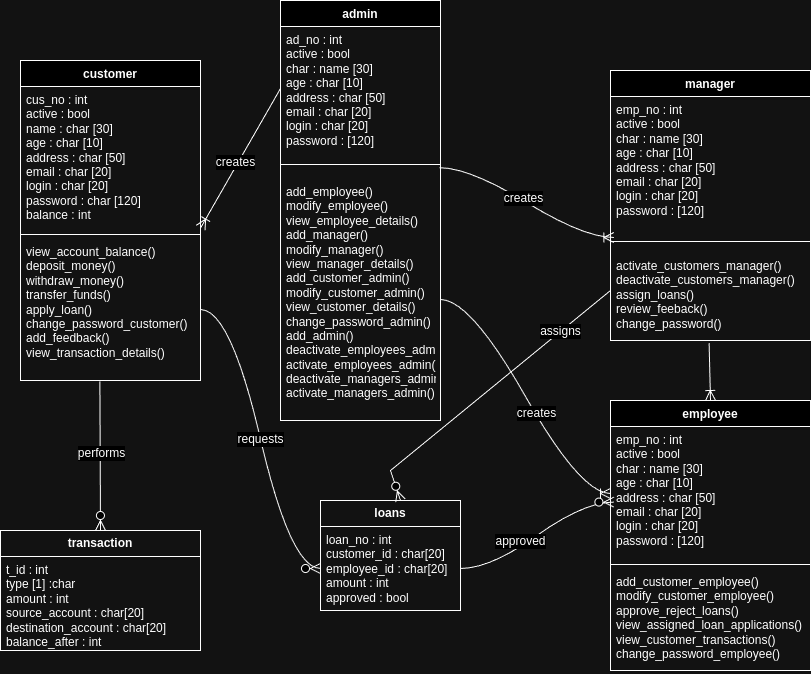 admin
ad_no : int
active : bool
char : name [30]
age : char [10]
address : char [50]
email : char [20]
login : char [20]
password : [120]
add_employee()
modify_employee()
view_employee_details()
add_manager()
modify_manager()
view_manager_details()
add_customer_admin()
modify_customer_admin()
view_customer_details()
change_password_admin()
add_admin()
deactivate_employees_adm
activate_employees_admin(
deactivate_managers_admin
activate_managers_admin()
customer
cus_no : int
active : bool
name : char [30]
age : char [10]
address : char [50]
email : char [20]
login : char [20]
password : char [120]
balance : int
view_account_balance()
deposit_money()
withdraw_money()
transfer_funds()
apply_loan()
change_password_customer()
add_feedback()
view_transaction_details()
creates
manager
emp_no : int
active : bool
char : name [30]
age : char [10]
address : char [50]
email : char [20]
login : char [20]
password : [120]
activate_customers_manager()
deactivate_customers_manager()
assign_loans()
review_feeback()
change_password()
creates
assigns
creates
requests
performs
approved
employee
emp_no : int
active : bool
char : name [30]
age : char [10]
address : char [50]
email : char [20]
login : char [20]
password : [120]
add_customer_employee()
modify_customer_employee()
approve_reject_loans()
view_assigned_loan_applications()
view_customer_transactions()
change_password_employee()
loans
loan_no : int
customer_id : char[20]
employee_id : char[20]
amount : int
approved : bool
transaction
t_id : int
type [1] :char
amount : int
source_account : char[20]
destination_account : char[20]
balance_after : int